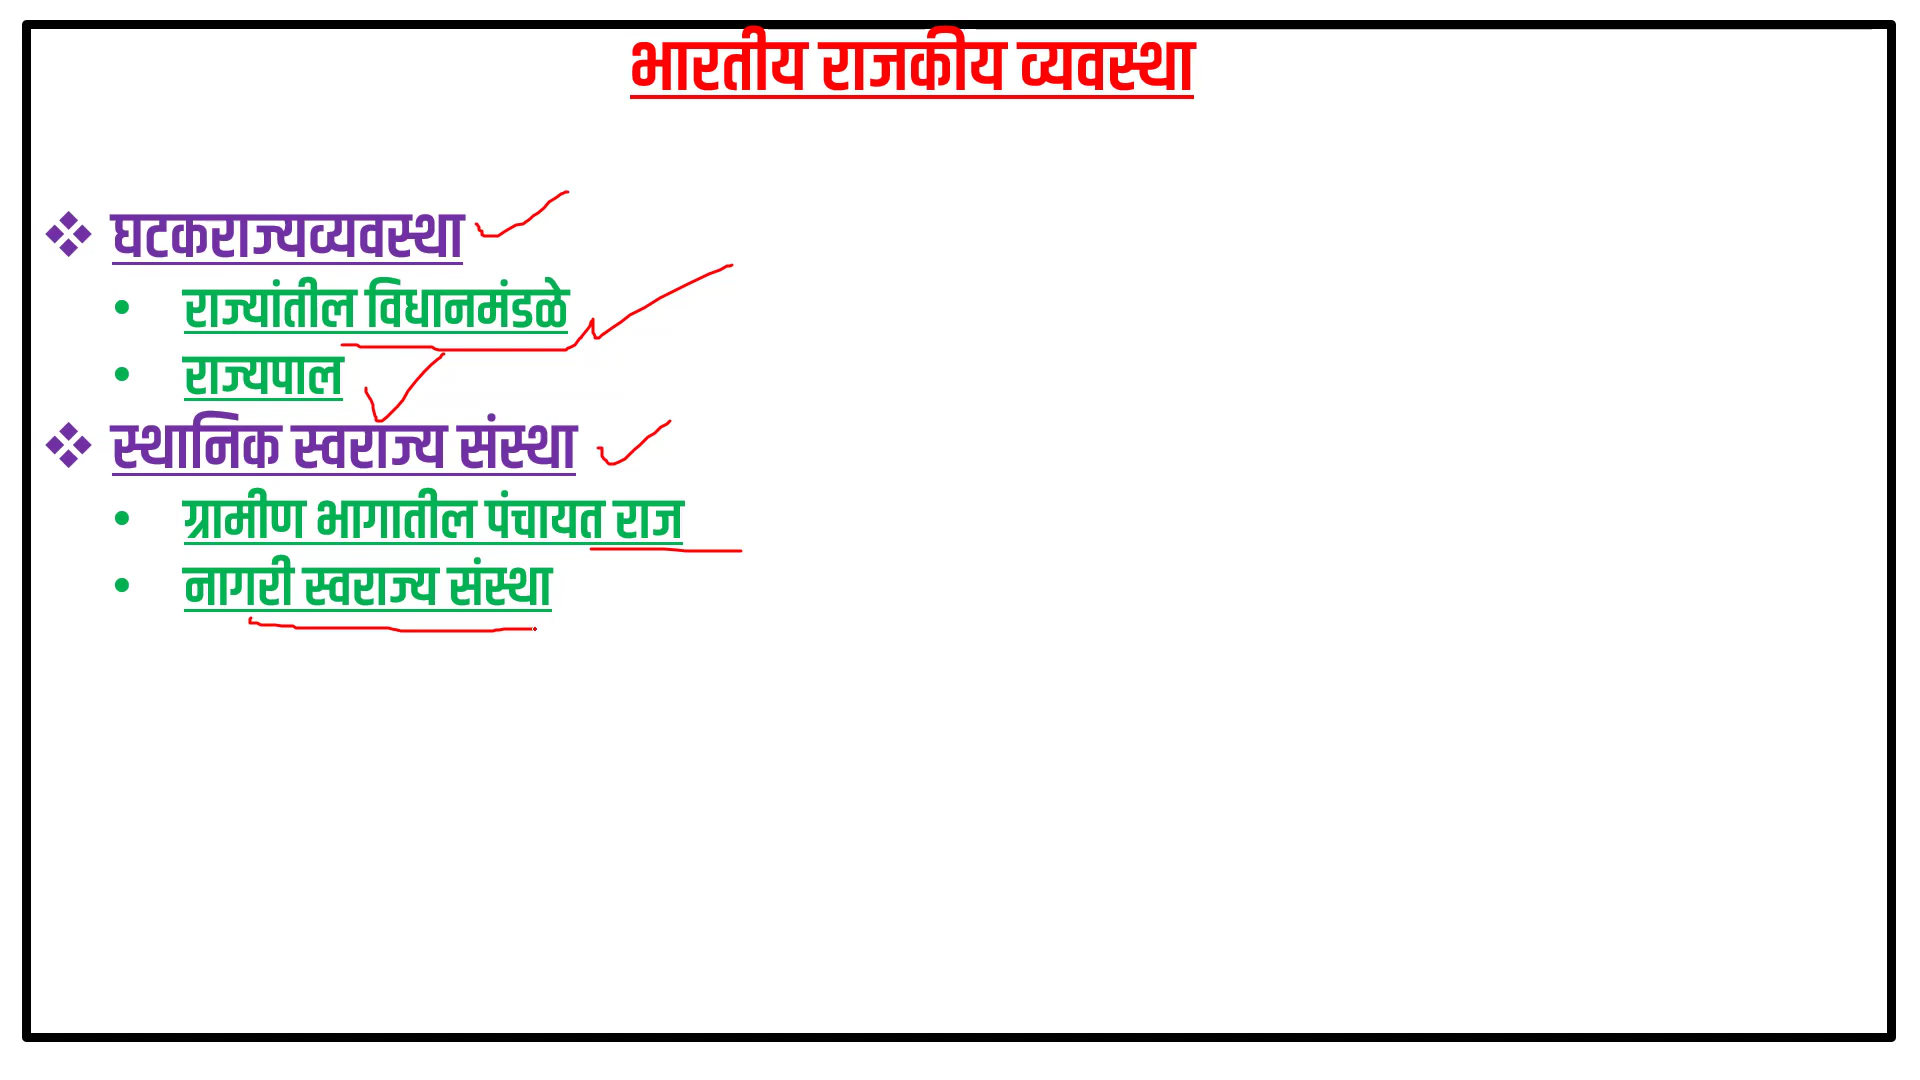 भारतीय राजकीय व्यवस्था
❖ घटकराज्यव्यवस्था
• राज्यांतील विधानमंडळे
• राज्यपाल
❖ स्थानिक स्वराज्य संस्था
• ग्रामीण भागातील पंचायत राज
• नागरी स्वराज्य संस्था